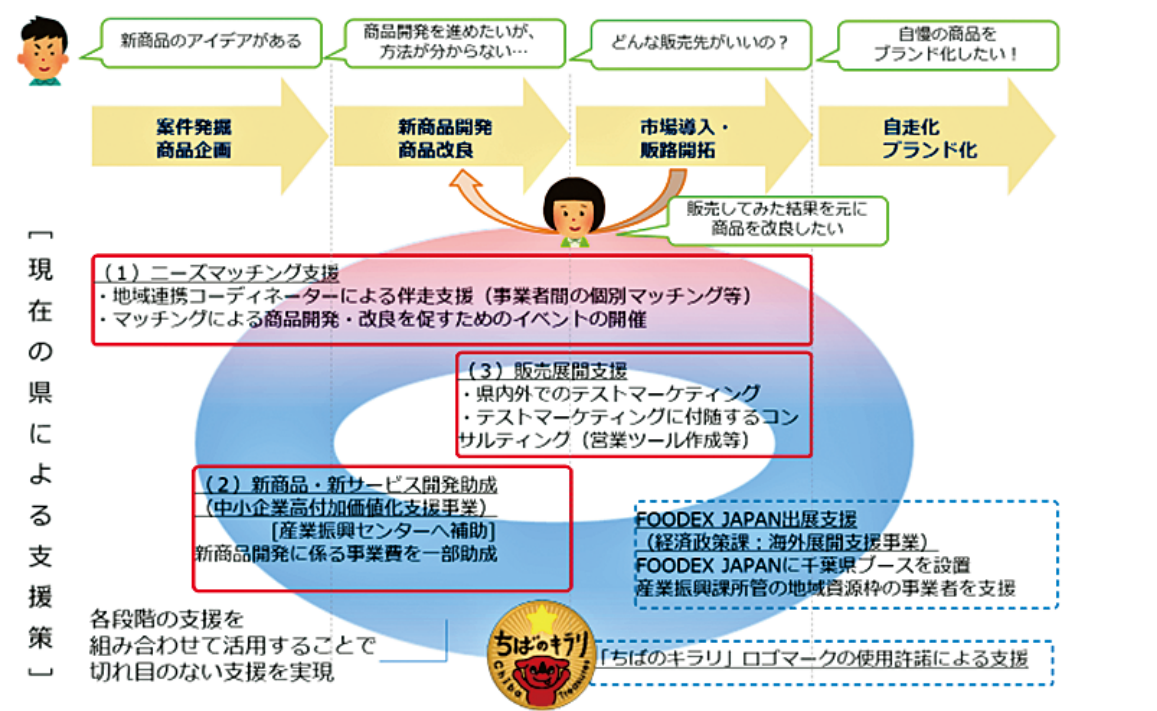 新商品のアイデアがある
商品開発を進めたいが、
方法が分からない…
どんな販売先がいいの？
自慢の商品を
ブランド化したい！
案件発掘
商品企画
新商品開発
商品改良
市場導入・
販路開拓
自走化
ブランド化
販売してみた結果を元に
商品を改良したい
［現在の県による支援策］
（１）ニーズマッチング支援
・地域連携コーディネーターによる伴走支援（事業者間の個別マッチング等）
・マッチングによる商品開発・改良を促すためのイベントの開催
（３）販売展開支援
・県内外でのテストマーケティング
・テストマーケティングに付随するコン
サルティング（営業ツール作成等）
（２）新商品・新サービス開発助成
（中小企業高付加価値化支援事業）
[産業振興センターへ補助]
新商品開発に係る事業費を一部助成
FOODEX JAPAN出展支援
（経済政策課：海外展開支援事業）
FOODEX JAPANに千葉県ブースを設置
産業振興課所管の地域資源枠の事業者を支援
各段階の支援を
組み合わせて活用することで
切れ目のない支援を実現
ちばのキラリ
Chiba Treasures
「ちばのキラリ」ロゴマークの使用許諾による支援